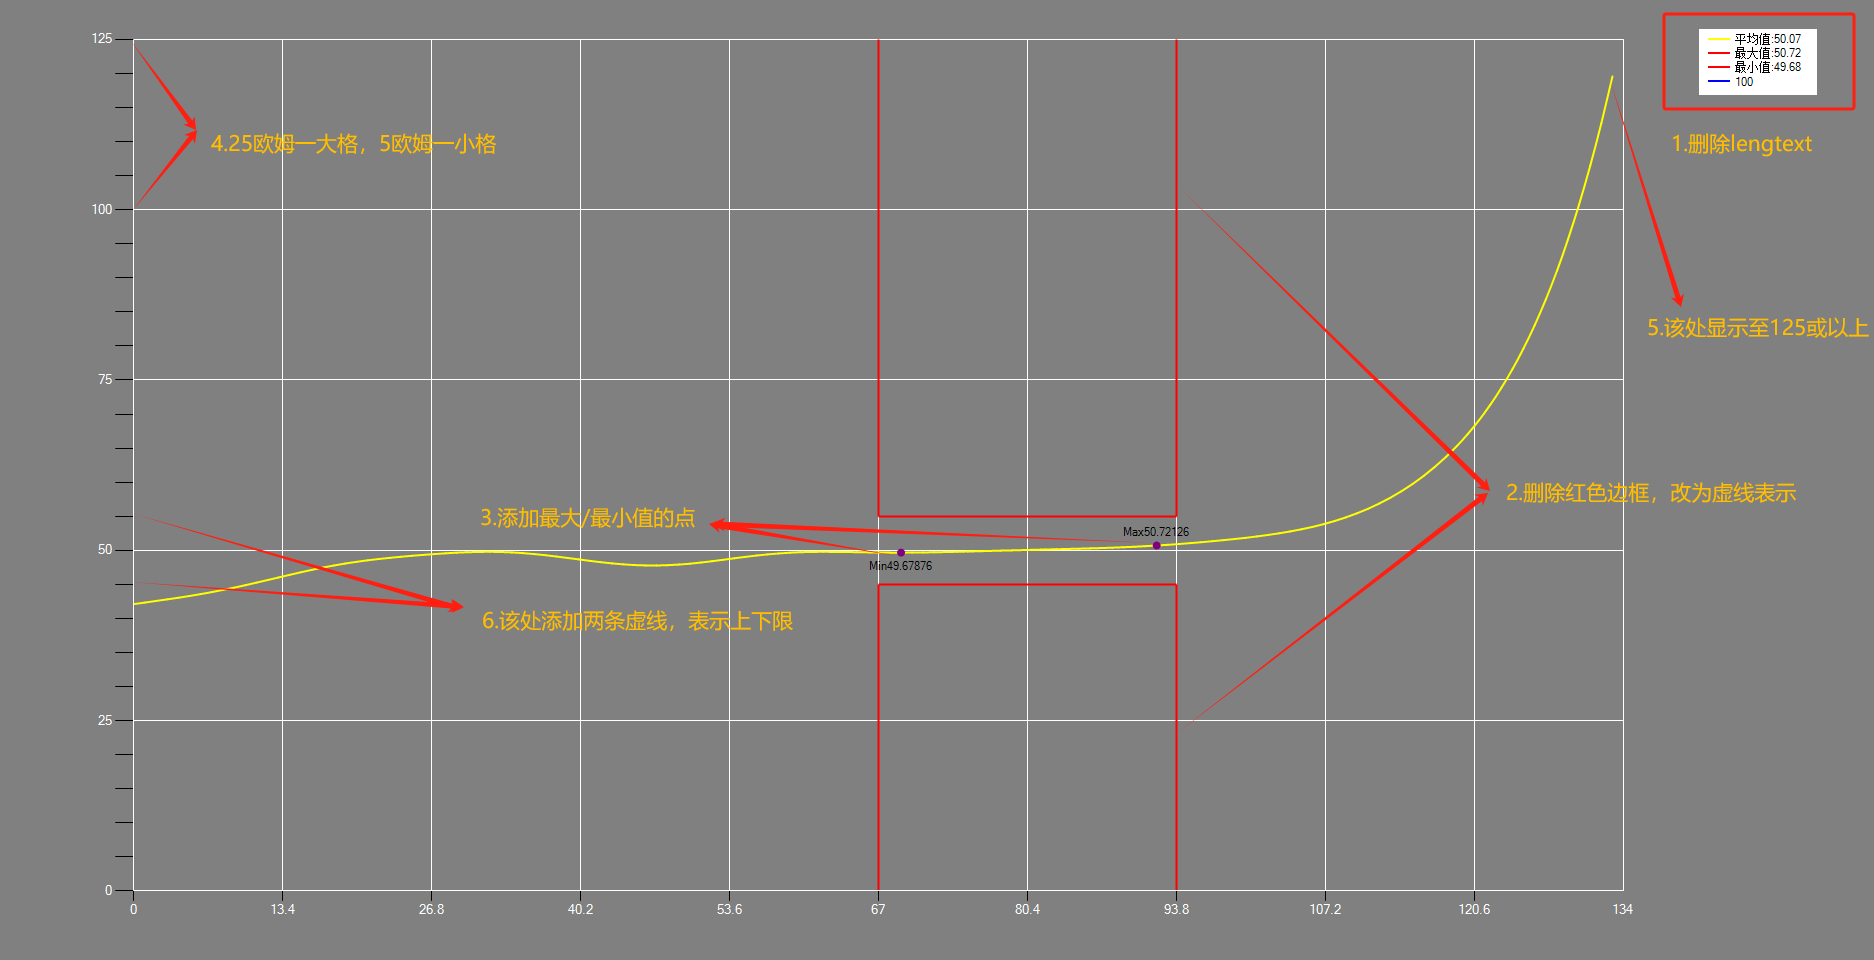 平均值:50.07
最大值:50.72
最小值:49.68
100
1.删除lengtext
125
4.25欧姆一大格，5欧姆一小格
100
5.该处显示至125或以上
75
2.删除红色边框，改为虚线表示
3.添加最大/最小值的点
Max50.72126
50
Min49.67876
6.该处添加两条虚线，表示上下限
25
0
0 13.4 26.8 40.2 53.6 67 80.4 93.8 107.2 120.6 134